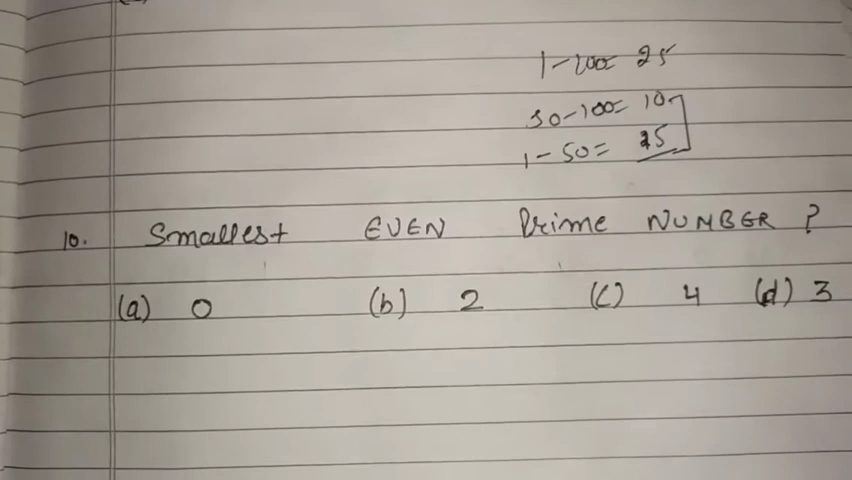 1-100= 25
50-100= 10
1-50= 15
10. Smallest EVEN Prime NUMBER ?
(a) 0 (b) 2 (c) 4 (d) 3